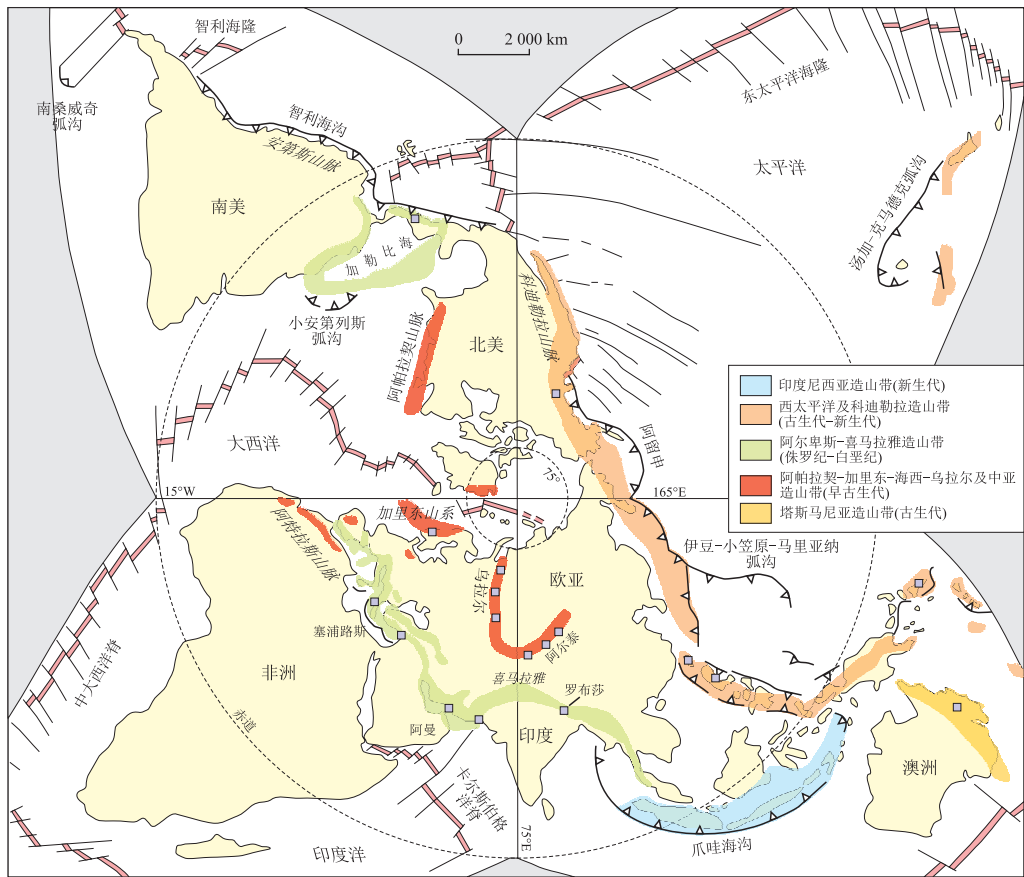 智利海隆
0 2 000 km
东太平洋海隆
南桑威奇
弧沟
智利海沟
安第斯山脉
太平洋
南美
汤加-克马德克弧沟
加勒比海
科迪勒拉山脉
小安第列斯
弧沟
阿帕拉契山脉
北美
印度尼西亚造山带(新生代)
西太平洋及科迪勒拉造山带
(古生代-新生代)
阿尔卑斯-喜马拉雅造山带
(侏罗纪-白垩纪)
阿帕拉契-加里东-海西-乌拉尔及中亚
造山带(早古生代)
塔斯马尼亚造山带(古生代)
大西洋
阿留申
75°
15°W
165°E
加里东山系
阿特拉斯山脉
伊豆-小笠原-马里亚纳
弧沟
乌拉尔
欧亚
塞浦路斯
阿尔泰
中大西洋脊
非洲
喜马拉雅
罗布莎
赤道
阿曼
印度
澳洲
卡尔斯伯格
洋脊
75°E
爪哇海沟
印度洋